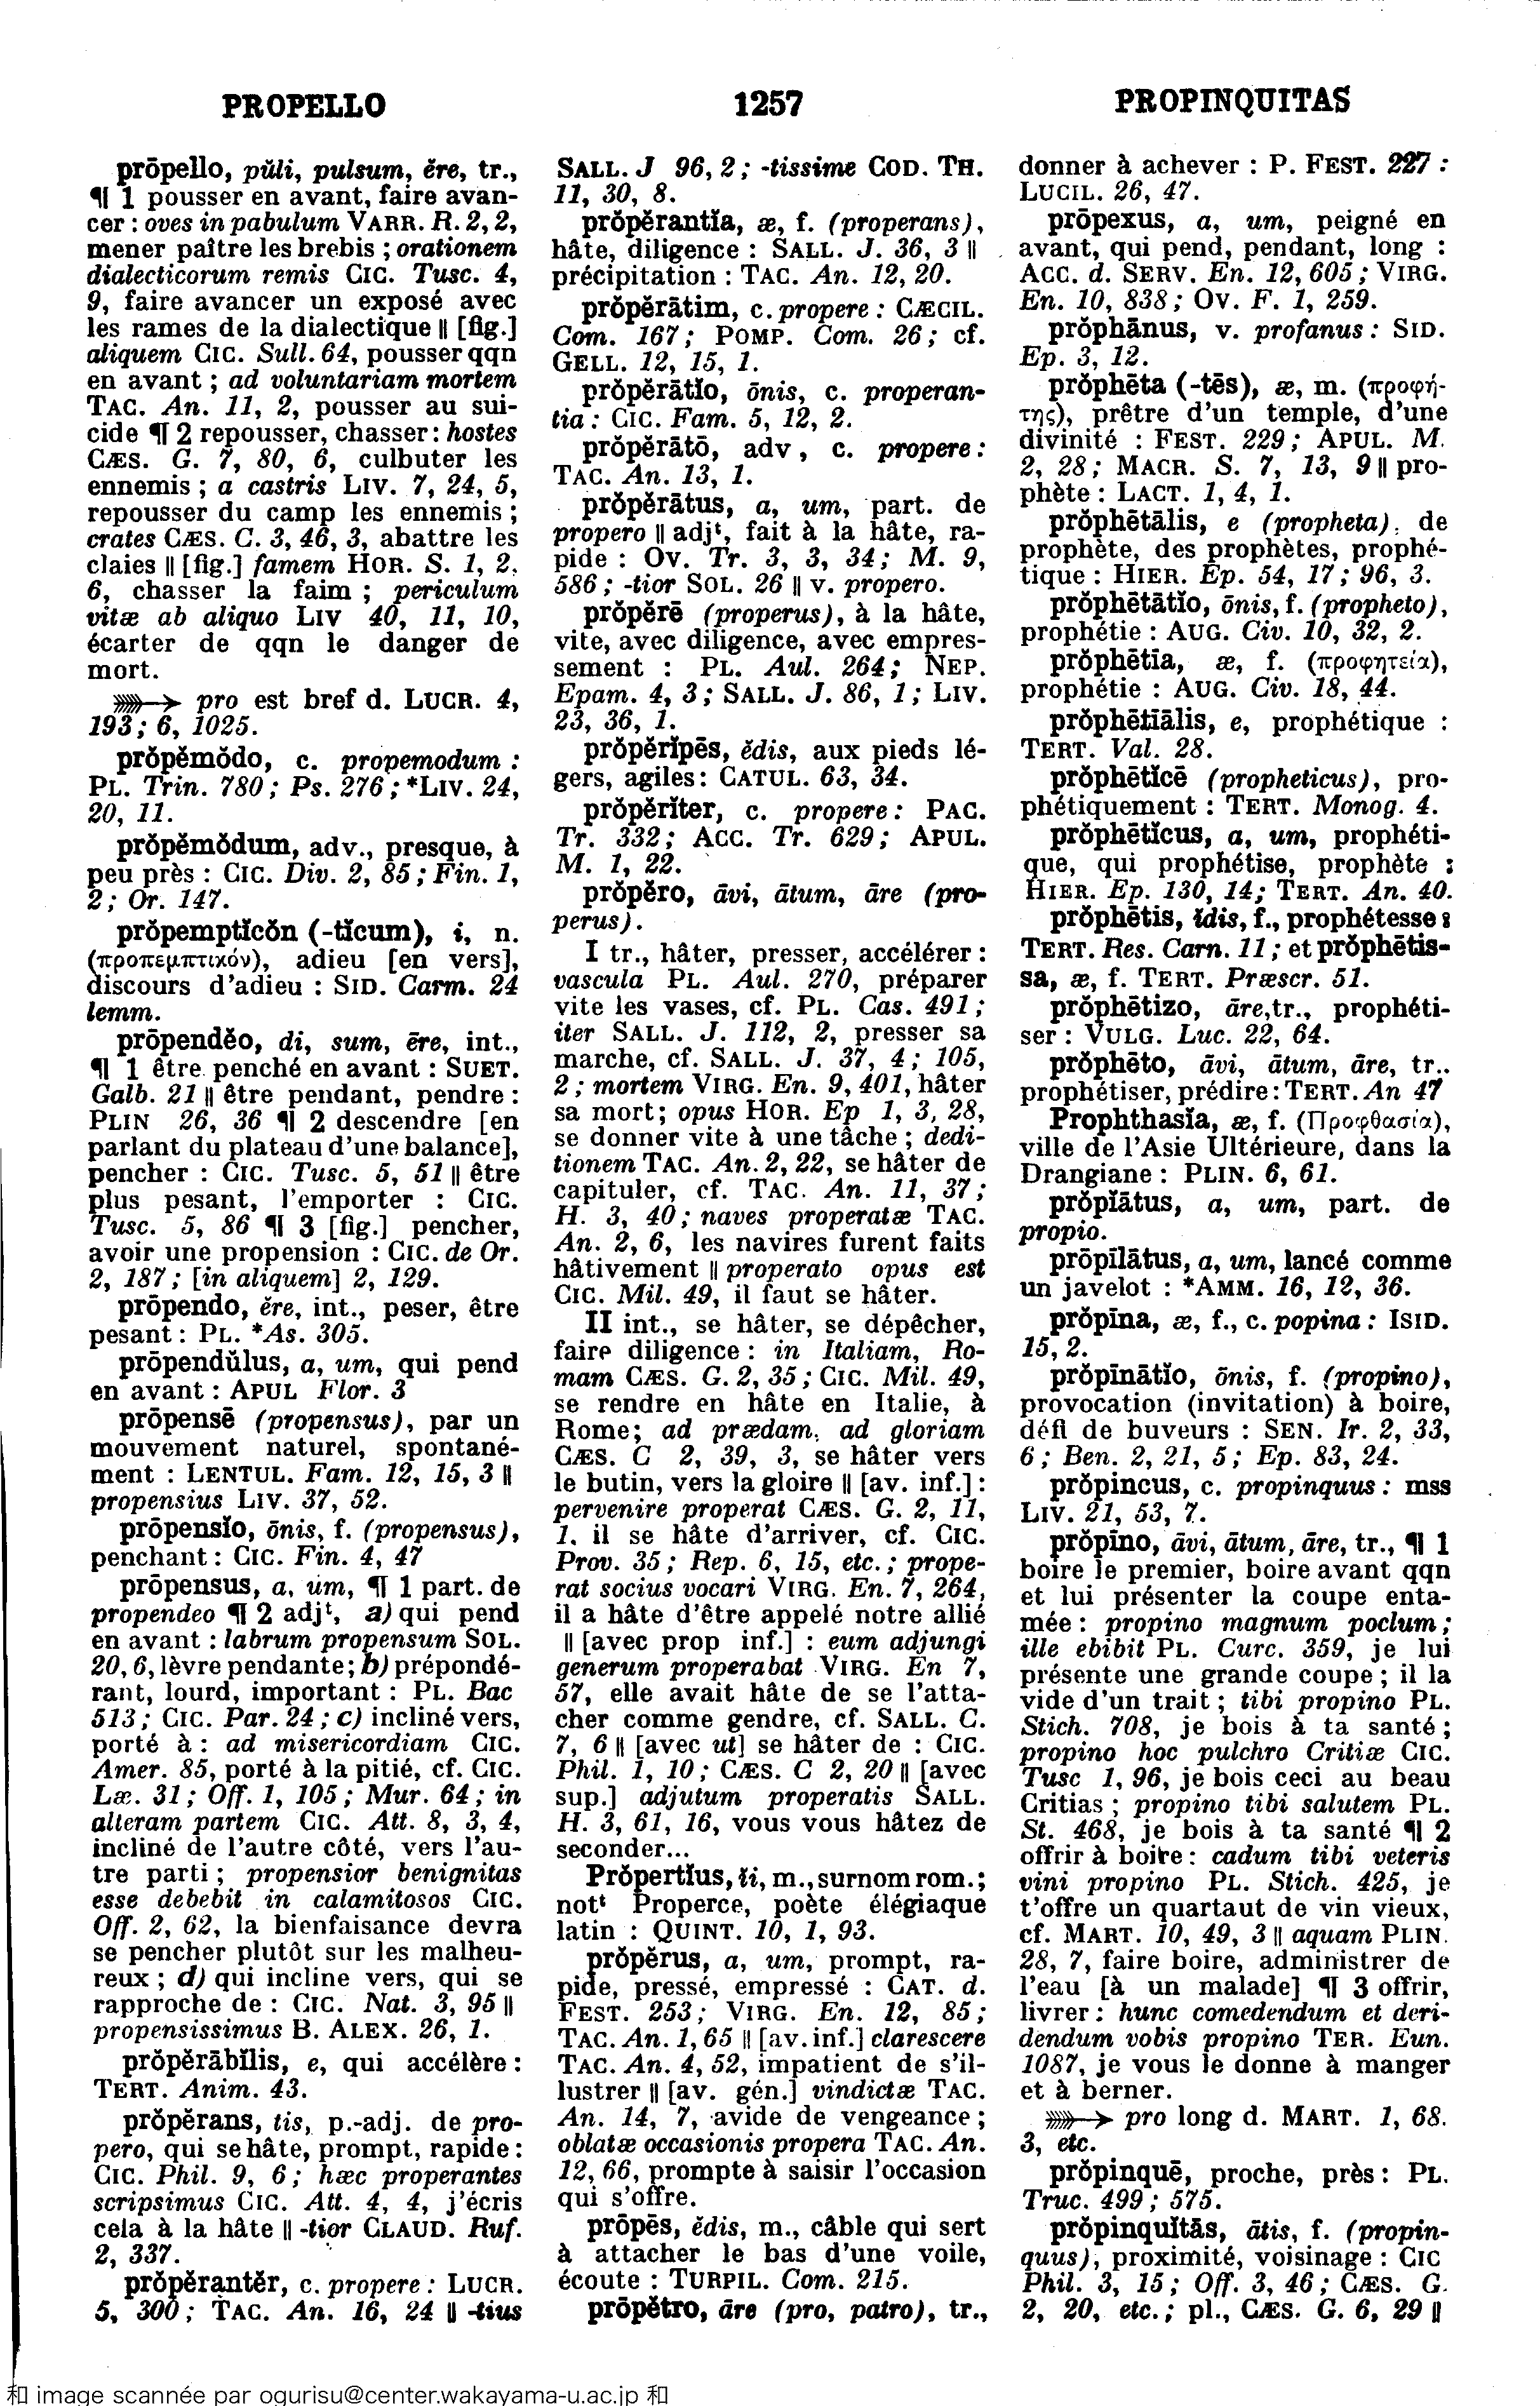 PROPELLO
1257
PROPINQUITAS
prōpello, pŭli, pulsum, ĕre, tr.,
¶ 1 pousser en avant, faire avan-
cer : oves in pabulum VARR. R. 2, 2,
mener paître les brebis ; orationem
dialecticorum remis CIC. Tusc. 4,
9, faire avancer un exposé avec
les rames de la dialectique || [fig.]
aliquem CIC. Sull. 64, pousser qqn
en avant ; ad voluntariam mortem
TAC. An. 11, 2, pousser au sui-
cide ¶ 2 repousser, chasser : hostes
CÆS. G. 7, 80, 6, culbuter les
ennemis ; a castris LIV. 7, 24, 5,
repousser du camp les ennemis ;
crates CÆS. C. 3, 46, 3, abattre les
claies || [fig.] famem HOR. S. 1, 2,
6, chasser la faim ; periculum
vitæ ab aliquo LIV 40, 11, 10,
écarter de qqn le danger de
mort.
➳ pro est bref d. LUCR. 4,
193 ; 6, 1025.
prŏpĕmŏdo, c. propemodum :
PL. Trin. 780 ; Ps. 276 ; *LIV. 24,
20, 11.
prŏpĕmŏdum, adv., presque, à
peu près : CIC. Div. 2, 85 ; Fin. 1,
2 ; Or. 147.
prŏpemptĭcŏn (-tĭcum), i, n.
(προπεμπτικόν), adieu [en vers],
discours d'adieu : SID. Carm. 24
lemm.
prōpendĕo, di, sum, ēre, int.,
¶ 1 être penché en avant : SUET.
Galb. 21 || être pendant, pendre :
PLIN 26, 36 ¶ 2 descendre [en
parlant du plateau d'une balance],
pencher : CIC. Tusc. 5, 51 || être
plus pesant, l'emporter : CIC.
Tusc. 5, 86 ¶ 3 [fig.] pencher,
avoir une propension : CIC. de Or.
2, 187 ; [in aliquem] 2, 129.
prōpendo, ĕre, int., peser, être
pesant : PL. *As. 305.
prōpendŭlus, a, um, qui pend
en avant : APUL Flor. 3
prōpensē (propensus), par un
mouvement naturel, spontané-
ment : LENTUL. Fam. 12, 15, 3 ||
propensius LIV. 37, 52.
prōpensĭo, ōnis, f. (propensus),
penchant : CIC. Fin. 4, 47
prōpensus, a, um, ¶ 1 part. de
propendeo ¶ 2 adjᵗ, a) qui pend
en avant : labrum propensum SOL.
20, 6, lèvre pendante ; b) prépondé-
rant, lourd, important : PL. Bac
513 ; CIC. Par. 24 ; c) incliné vers,
porté à : ad misericordiam CIC.
Amer. 85, porté à la pitié, cf. CIC.
Læ. 31 ; Off. 1, 105 ; Mur. 64 ; in
alteram partem CIC. Att. 8, 3, 4,
incliné de l'autre côté, vers l'au-
tre parti ; propensior benignitas
esse debebit in calamitosos CIC.
Off. 2, 62, la bienfaisance devra
se pencher plutôt sur les malheu-
reux ; d) qui incline vers, qui se
rapproche de : CIC. Nat. 3, 95 ||
propensissimus B. ALEX. 26, 1.
prŏpĕrābĭlis, e, qui accélère :
TERT. Anim. 43.
prŏpĕrans, tis, p.-adj. de pro-
pero, qui se hâte, prompt, rapide :
CIC. Phil. 9, 6 ; hæc properantes
scripsimus CIC. Att. 4, 4, j'écris
cela à la hâte || -tior CLAUD. Ruf.
2, 337.
prŏpĕrantĕr, c. propere : LUCR.
5, 300 ; TAC. An. 16, 24 || -tius
SALL. J 96, 2 ; -tissime COD. TH.
11, 30, 8.
prŏpĕrantĭa, æ, f. (properans),
hâte, diligence : SALL. J. 36, 3 ||
précipitation : TAC. An. 12, 20.
prŏpĕrātim, c. propere : CÆCIL.
Com. 167 ; POMP. Com. 26 ; cf.
GELL. 12, 15, 1.
prŏpĕrātĭo, ōnis, c. properan-
tia : CIC. Fam. 5, 12, 2.
prŏpĕrātō, adv, c. propere :
TAC. An. 13, 1.
prŏpĕrātus, a, um, part. de
propero || adjᵗ, fait à la hâte, ra-
pide : OV. Tr. 3, 3, 34 ; M. 9,
586 ; -tior SOL. 26 || v. propero.
prŏpĕrē (properus), à la hâte,
vite, avec diligence, avec empres-
sement : PL. Aul. 264 ; NEP.
Epam. 4, 3 ; SALL. J. 86, 1 ; LIV.
23, 36, 1.
prŏpĕrĭpēs, ĕdis, aux pieds lé-
gers, agiles : CATUL. 63, 34.
prŏpĕrĭter, c. propere : PAC.
Tr. 332 ; ACC. Tr. 629 ; APUL.
M. 1, 22.
prŏpĕro, āvi, ātum, āre (pro-
perus).
I tr., hâter, presser, accélérer :
vascula PL. Aul. 270, préparer
vite les vases, cf. PL. Cas. 491 ;
iter SALL. J. 112, 2, presser sa
marche, cf. SALL. J. 37, 4 ; 105,
2 ; mortem VIRG. En. 9, 401, hâter
sa mort ; opus HOR. Ep 1, 3, 28,
se donner vite à une tâche ; dedi-
tionem TAC. An. 2, 22, se hâter de
capituler, cf. TAC. An. 11, 37 ;
H. 3, 40 ; naves properatæ TAC.
An. 2, 6, les navires furent faits
hâtivement || properato opus est
CIC. Mil. 49, il faut se hâter.
II int., se hâter, se dépêcher,
faire diligence : in Italiam, Ro-
mam CÆS. G. 2, 35 ; CIC. Mil. 49,
se rendre en hâte en Italie, à
Rome ; ad prædam, ad gloriam
CÆS. C 2, 39, 3, se hâter vers
le butin, vers la gloire || [av. inf.] :
pervenire properat CÆS. G. 2, 11,
1, il se hâte d'arriver, cf. CIC.
Prov. 35 ; Rep. 6, 15, etc. ; prope-
rat socius vocari VIRG. En. 7, 264,
il a hâte d'être appelé notre allié
|| [avec prop inf.] : eum adjungi
generum properabat VIRG. En 7,
57, elle avait hâte de se l'atta-
cher comme gendre, cf. SALL. C.
7, 6 || [avec ut] se hâter de : CIC.
Phil. 1, 10 ; CÆS. C 2, 20 || [avec
sup.] adjutum properatis SALL.
H. 3, 61, 16, vous vous hâtez de
seconder...
Prŏpertĭus, ĭi, m., surnom rom. ;
notᵗ Properce, poète élégiaque
latin : QUINT. 10, 1, 93.
prŏpĕrus, a, um, prompt, ra-
pide, pressé, empressé : CAT. d.
FEST. 253 ; VIRG. En. 12, 85 ;
TAC. An. 1, 65 || [av. inf.] clarescere
TAC. An. 4, 52, impatient de s'il-
lustrer || [av. gén.] vindictæ TAC.
An. 14, 7, avide de vengeance ;
oblatæ occasionis propera TAC. An.
12, 66, prompte à saisir l'occasion
qui s'offre.
prōpēs, ĕdis, m., câble qui sert
à attacher le bas d'une voile,
écoute : TURPIL. Com. 215.
prōpĕtro, āre (pro, patro), tr.,
donner à achever : P. FEST. 227 :
LUCIL. 26, 47.
prōpexus, a, um, peigné en
avant, qui pend, pendant, long :
ACC. d. SERV. En. 12, 605 ; VIRG.
En. 10, 838 ; OV. F. 1, 259.
prŏphānus, v. profanus : SID.
Ep. 3, 12.
prŏphēta (-tēs), æ, m. (προφή-
της), prêtre d'un temple, d'une
divinité : FEST. 229 ; APUL. M.
2, 28 ; MACR. S. 7, 13, 9 || pro-
phète : LACT. 1, 4, 1.
prŏphētālis, e (propheta), de
prophète, des prophètes, prophé-
tique : HIER. Ep. 54, 17 ; 96, 3.
prŏphētātĭo, ōnis, f. (propheto),
prophétie : AUG. Civ. 10, 32, 2.
prŏphētīa, æ, f. (προφητεία),
prophétie : AUG. Civ. 18, 44.
prŏphētĭālis, e, prophétique :
TERT. Val. 28.
prŏphētĭcē (propheticus), pro-
phétiquement : TERT. Monog. 4.
prŏphētĭcus, a, um, prophéti-
que, qui prophétise, prophète :
HIER. Ep. 130, 14 ; TERT. An. 40.
prŏphētis, ĭdis, f., prophétesse :
TERT. Res. Carn. 11 ; et prŏphētis-
sa, æ, f. TERT. Præscr. 51.
prŏphētizo, āre, tr., prophéti-
ser : VULG. Luc. 22, 64.
prŏphēto, āvi, ātum, āre, tr..
prophétiser, prédire : TERT. An 47
Prophthasĭa, æ, f. (Προφθασία),
ville de l'Asie Ultérieure, dans la
Drangiane : PLIN. 6, 61.
prŏpĭātus, a, um, part. de
propio.
prōpīlātus, a, um, lancé comme
un javelot : *AMM. 16, 12, 36.
prŏpīna, æ, f., c. popina : ISID.
15, 2.
prŏpīnātĭo, ōnis, f. (propino),
provocation (invitation) à boire,
défi de buveurs : SEN. Ir. 2, 33,
6 ; Ben. 2, 21, 5 ; Ep. 83, 24.
prŏpincus, c. propinquus : mss
LIV. 21, 53, 7.
prŏpīno, āvi, ātum, āre, tr., ¶ 1
boire le premier, boire avant qqn
et lui présenter la coupe enta-
mée : propino magnum poclum ;
ille ebibit PL. Curc. 359, je lui
présente une grande coupe ; il la
vide d'un trait ; tibi propino PL.
Stich. 708, je bois à ta santé ;
propino hoc pulchro Critiæ CIC.
Tusc 1, 96, je bois ceci au beau
Critias ; propino tibi salutem PL.
St. 468, je bois à ta santé ¶ 2
offrir à boire : cadum tibi veteris
vini propino PL. Stich. 425, je
t'offre un quartaut de vin vieux,
cf. MART. 10, 49, 3 || aquam PLIN.
28, 7, faire boire, administrer de
l'eau [à un malade] ¶ 3 offrir,
livrer : hunc comedendum et deri-
dendum vobis propino TER. Eun.
1087, je vous le donne à manger
et à berner.
➳ pro long d. MART. 1, 68.
3, etc.
prŏpinquē, proche, près : PL.
Truc. 499 ; 575.
prŏpinquĭtās, ātis, f. (propin-
quus), proximité, voisinage : CIC
Phil. 3, 15 ; Off. 3, 46 ; CÆS. G.
2, 20, etc. ; pl., CÆS. G. 6, 29 ||
和 image scannée par ogurisu@center.wakayama-u.ac.jp 和